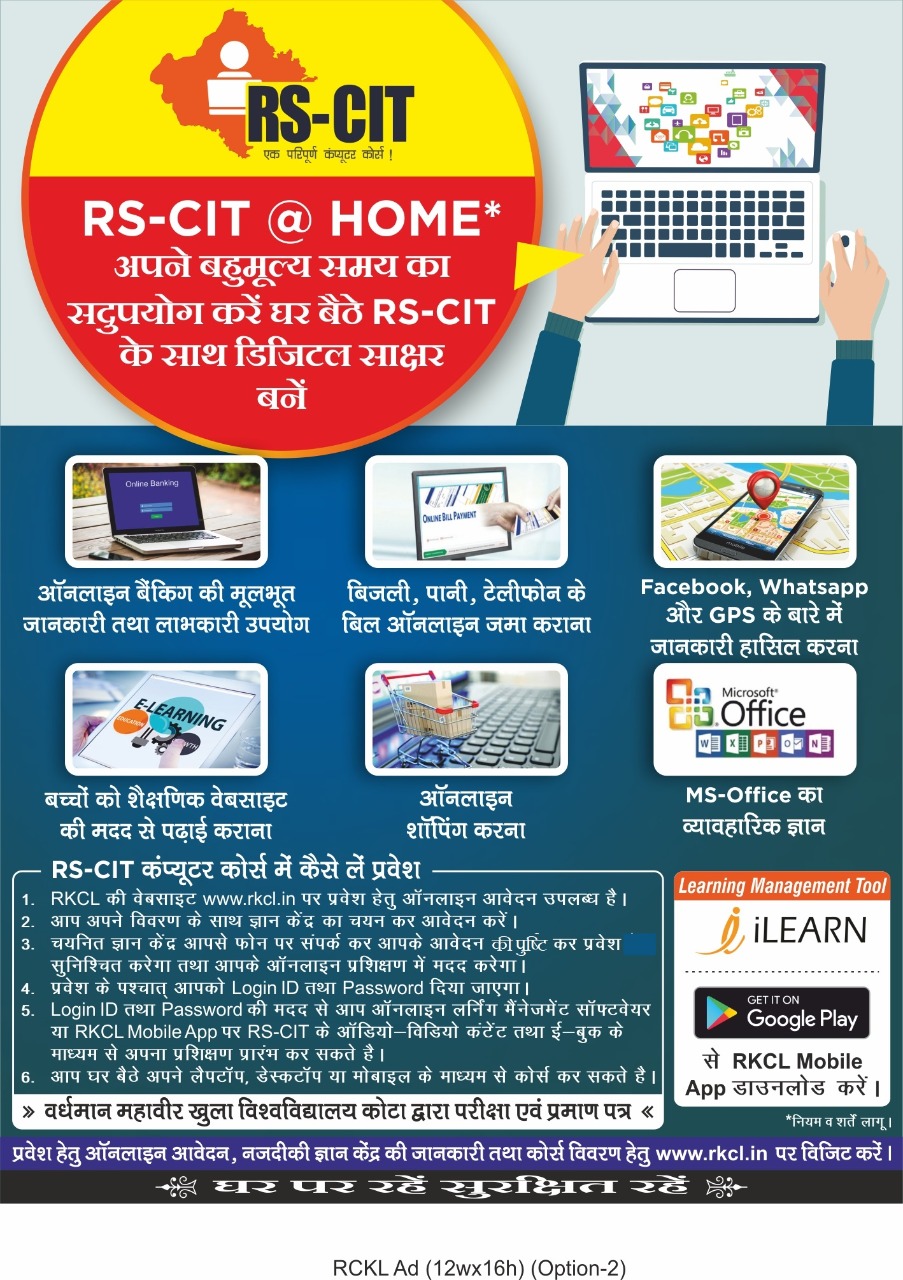 RS-CIT
एक परिपूर्ण कंप्यूटर कोर्स !
RS-CIT @ HOME*
अपने बहुमूल्य समय का
सदुपयोग करें घर बैठे RS-CIT
के साथ डिजिटल साक्षर
बनें
Online Banking
ऑनलाइन बैंकिग की मूलभूत
जानकारी तथा लाभकारी उपयोग
ONLINE BILL PAYMENT
बिजली, पानी, टेलीफोन के
बिल ऑनलाइन जमा कराना
mobile
Facebook, Whatsapp
और GPS के बारे में
जानकारी हासिल करना
E-LEARNING
EDUCATION
बच्चों को शैक्षणिक वेबसाइट
की मदद से पढ़ाई कराना
ऑनलाइन
शॉपिंग करना
Microsoft®
Office
W X P O N
MS-Office का
व्यावहारिक ज्ञान
RS-CIT कंप्यूटर कोर्स में कैसे लें प्रवेश
1. RKCL की वेबसाइट www.rkcl.in पर प्रवेश हेतु ऑनलाइन आवेदन उपलब्ध है।
2. आप अपने विवरण के साथ ज्ञान केंद्र का चयन कर आवेदन करें।
3. चयनित ज्ञान केंद्र आपसे फोन पर संपर्क कर आपके आवेदन की पुष्टि कर प्रवेश
सुनिश्चित करेगा तथा आपके ऑनलाइन प्रशिक्षण में मदद करेगा।
4. प्रवेश के पश्चात् आपको Login ID तथा Password दिया जाएगा।
5. Login ID तथा Password की मदद से आप ऑनलाइन लर्निंग मैंनेजमेंट सॉफ्टवेयर
या RKCL Mobile App पर RS-CIT के ऑडियो–विडियो कंटेंट तथा ई–बुक के
माध्यम से अपना प्रशिक्षण प्रारंभ कर सकते है।
6. आप घर बैठे अपने लैपटॉप, डेस्कटॉप या मोबाइल के माध्यम से कोर्स कर सकते है।
» वर्धमान महावीर खुला विश्वविद्यालय कोटा द्वारा परीक्षा एवं प्रमाण पत्र «
Learning Management Tool
iLEARN
GET IT ON
Google Play
से RKCL Mobile
App डाउनलोड करें।
*नियम व शर्तें लागू।
प्रवेश हेतु ऑनलाइन आवेदन, नजदीकी ज्ञान केंद्र की जानकारी तथा कोर्स विवरण हेतु www.rkcl.in पर विजिट करें।
घर पर रहें सुरक्षित रहें
RCKL Ad (12wx16h) (Option-2)